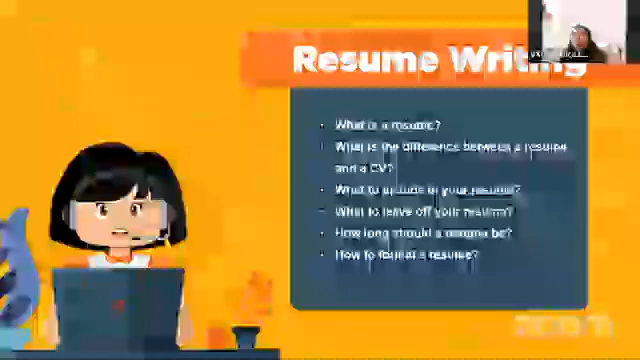 Resume Writing
• What is a resume?
• What is the difference between a resume
and a CV?
• What to include in your resume?
• What to leave off your resume?
• How long should a resume be?
• How to format a resume?
zoom